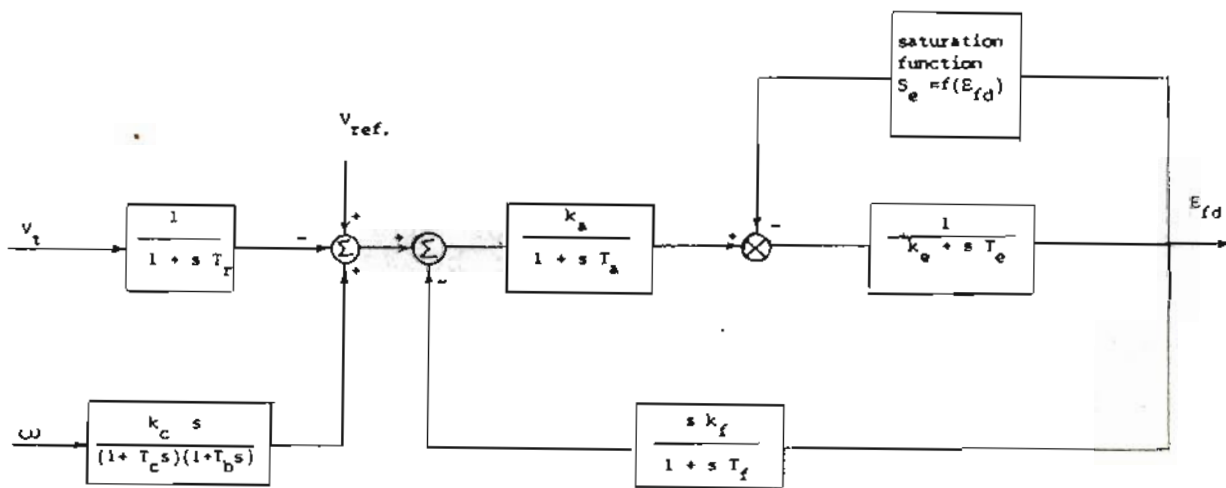 saturation
function
S_e = f(E_fd)
V_ref.
V_t
1
1 + s T_r
-
+
Σ
+
+
Σ
-
k_a
1 + s T_a
+
-
1
k_e + s T_e
E_fd
ω
k_c s
(1+ T_c s)(1+T_b s)
s k_f
1 + s T_f